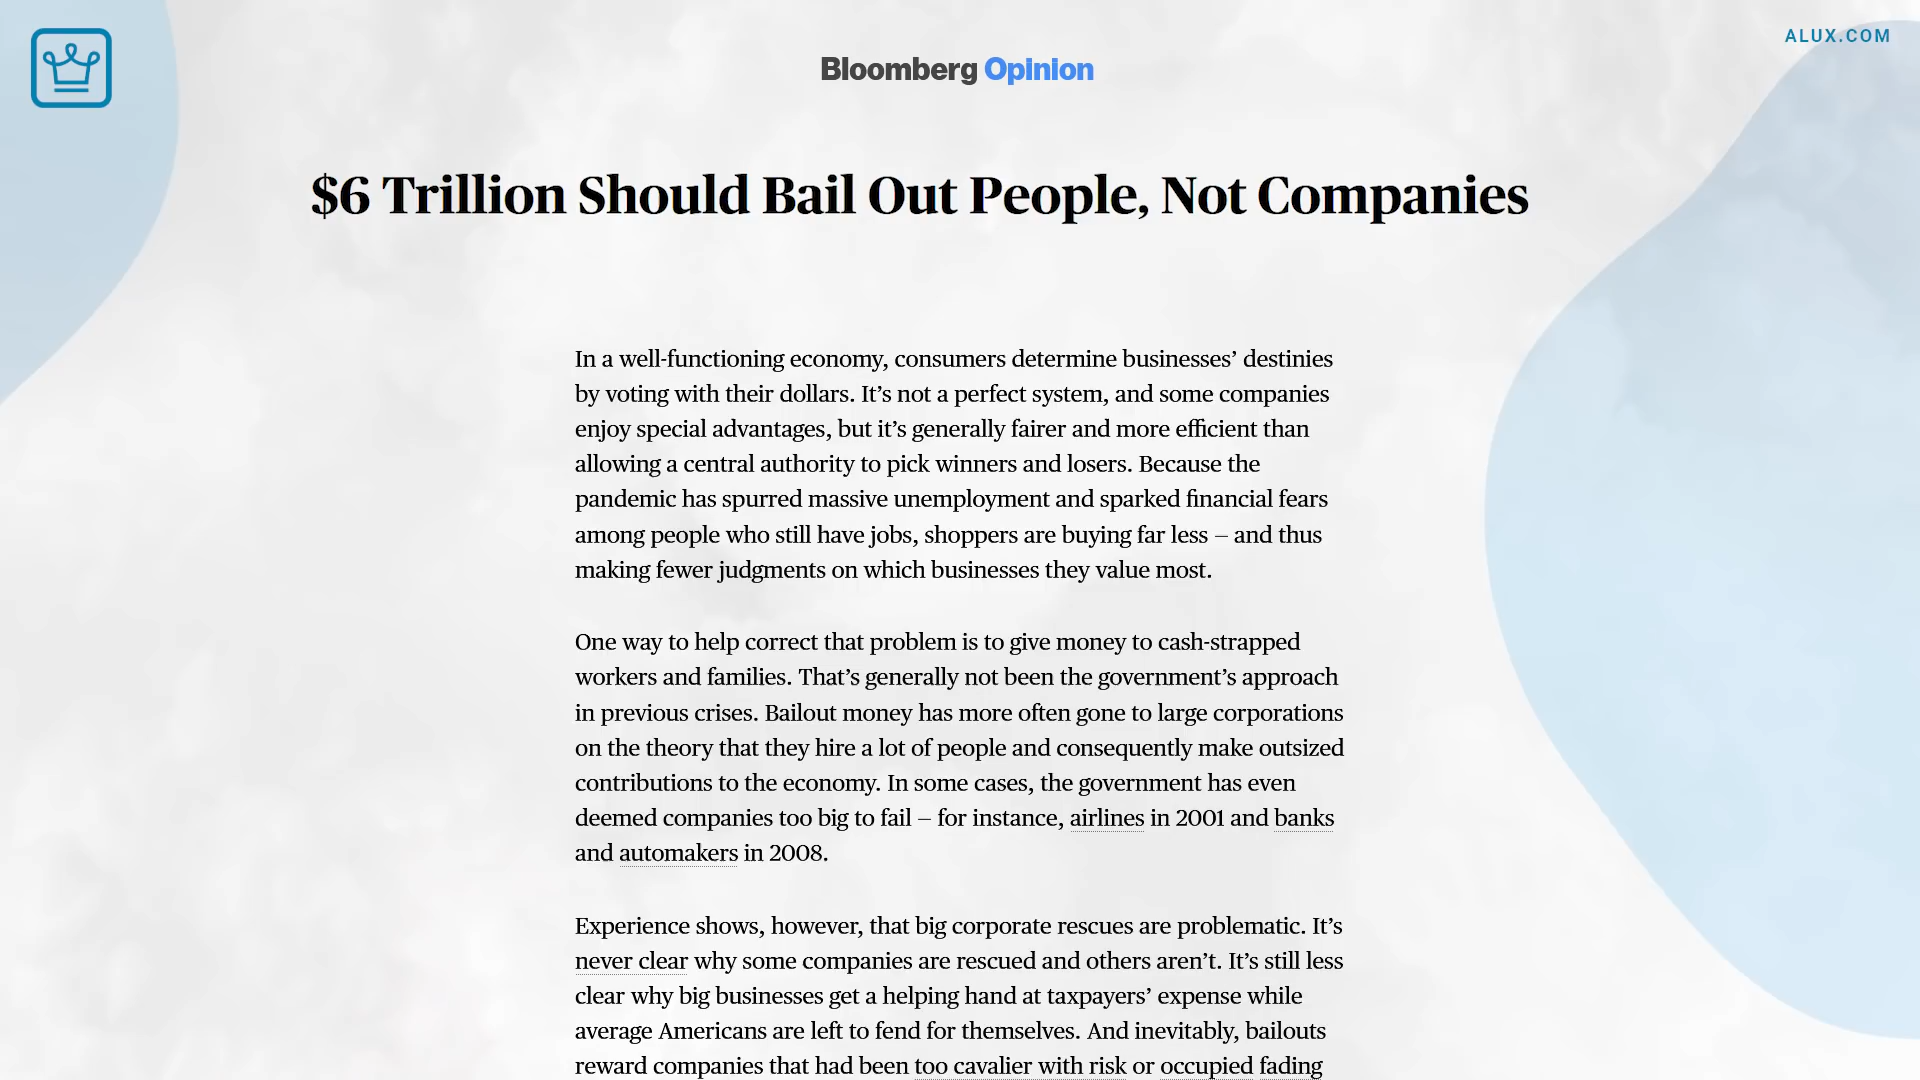 ALUX.COM
Bloomberg Opinion
$6 Trillion Should Bail Out People, Not Companies
In a well-functioning economy, consumers determine businesses’ destinies
by voting with their dollars. It’s not a perfect system, and some companies
enjoy special advantages, but it’s generally fairer and more efficient than
allowing a central authority to pick winners and losers. Because the
pandemic has spurred massive unemployment and sparked financial fears
among people who still have jobs, shoppers are buying far less — and thus
making fewer judgments on which businesses they value most.
One way to help correct that problem is to give money to cash-strapped
workers and families. That’s generally not been the government’s approach
in previous crises. Bailout money has more often gone to large corporations
on the theory that they hire a lot of people and consequently make outsized
contributions to the economy. In some cases, the government has even
deemed companies too big to fail — for instance, airlines in 2001 and banks
and automakers in 2008.
Experience shows, however, that big corporate rescues are problematic. It’s
never clear why some companies are rescued and others aren’t. It’s still less
clear why big businesses get a helping hand at taxpayers’ expense while
average Americans are left to fend for themselves. And inevitably, bailouts
reward companies that had been too cavalier with risk or occupied fading